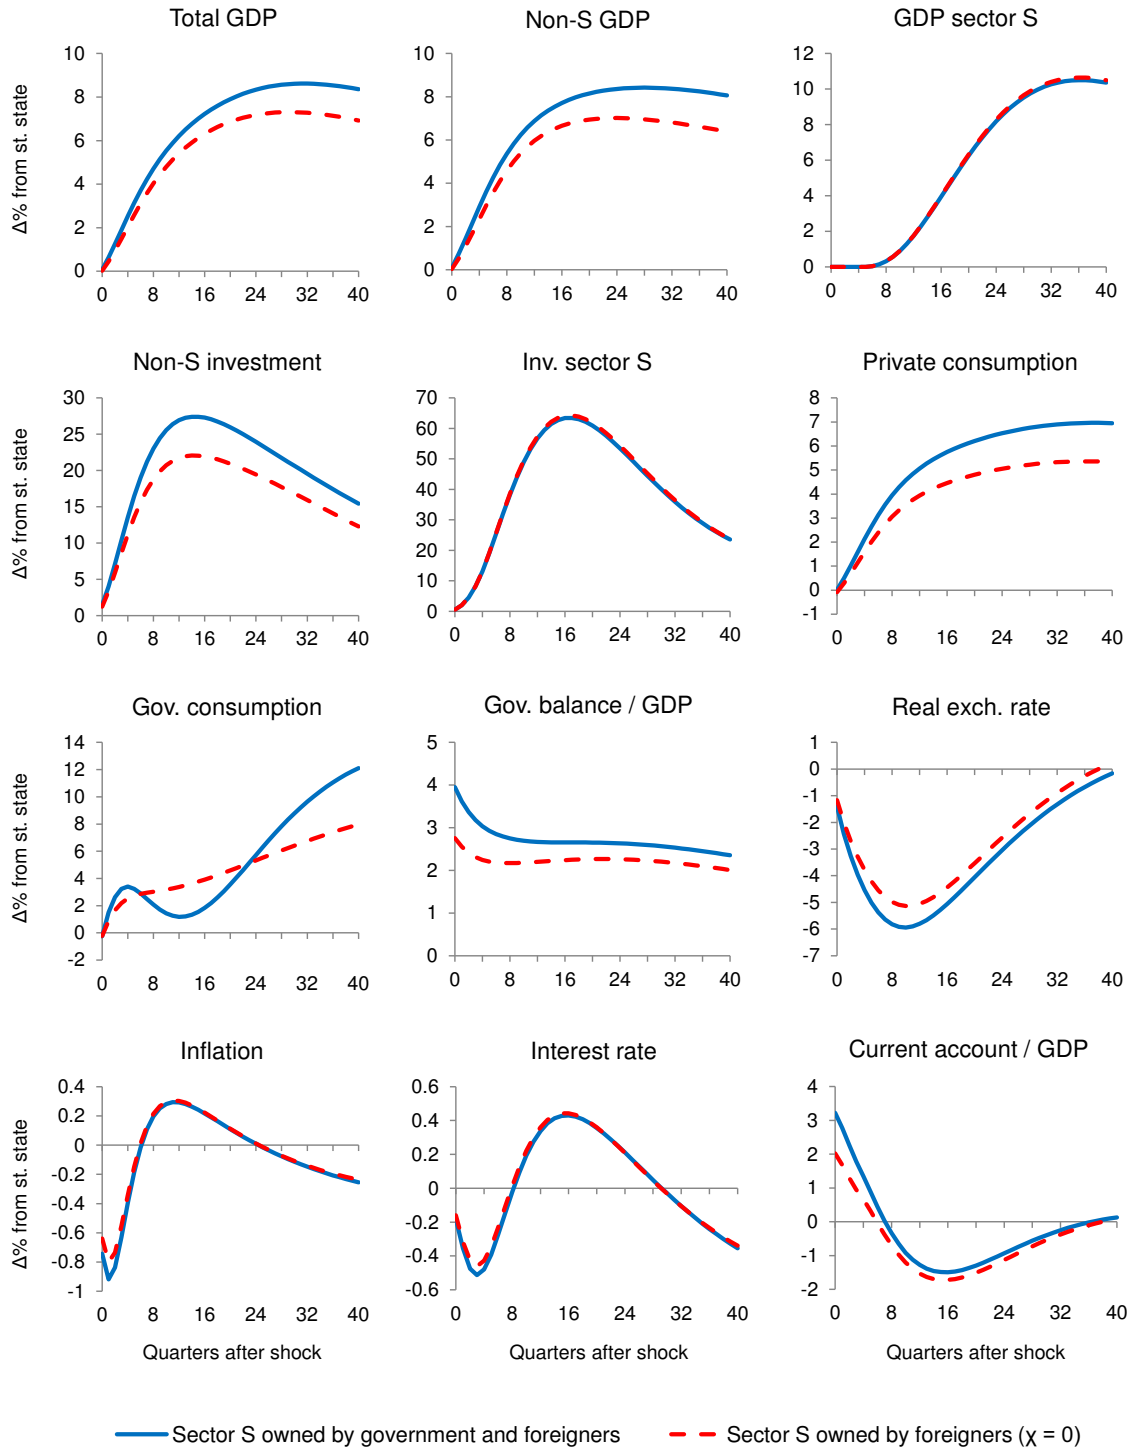 Total GDP
Non-S GDP
GDP sector S
Δ% from st. state
10
8
6
4
2
0
0 8 16 24 32 40
10
8
6
4
2
0
0 8 16 24 32 40
12
10
8
6
4
2
0
0 8 16 24 32 40
Non-S investment
Inv. sector S
Private consumption
Δ% from st. state
30
25
20
15
10
5
0
0 8 16 24 32 40
70
60
50
40
30
20
10
0
0 8 16 24 32 40
8
7
6
5
4
3
2
1
0
-1
0 8 16 24 32 40
Gov. consumption
Gov. balance / GDP
Real exch. rate
Δ% from st. state
14
12
10
8
6
4
2
0
-2
0 8 16 24 32 40
5
4
3
2
1
0
0 8 16 24 32 40
1
0
-1
-2
-3
-4
-5
-6
-7
0 8 16 24 32 40
Inflation
Interest rate
Current account / GDP
Δ% from st. state
0.4
0.2
0
-0.2
-0.4
-0.6
-0.8
-1
0 8 16 24 32 40
Quarters after shock
0.6
0.4
0.2
0
-0.2
-0.4
-0.6
0 8 16 24 32 40
Quarters after shock
4
3
2
1
0
-1
-2
0 8 16 24 32 40
Quarters after shock
Sector S owned by government and foreigners
Sector S owned by foreigners (χ = 0)